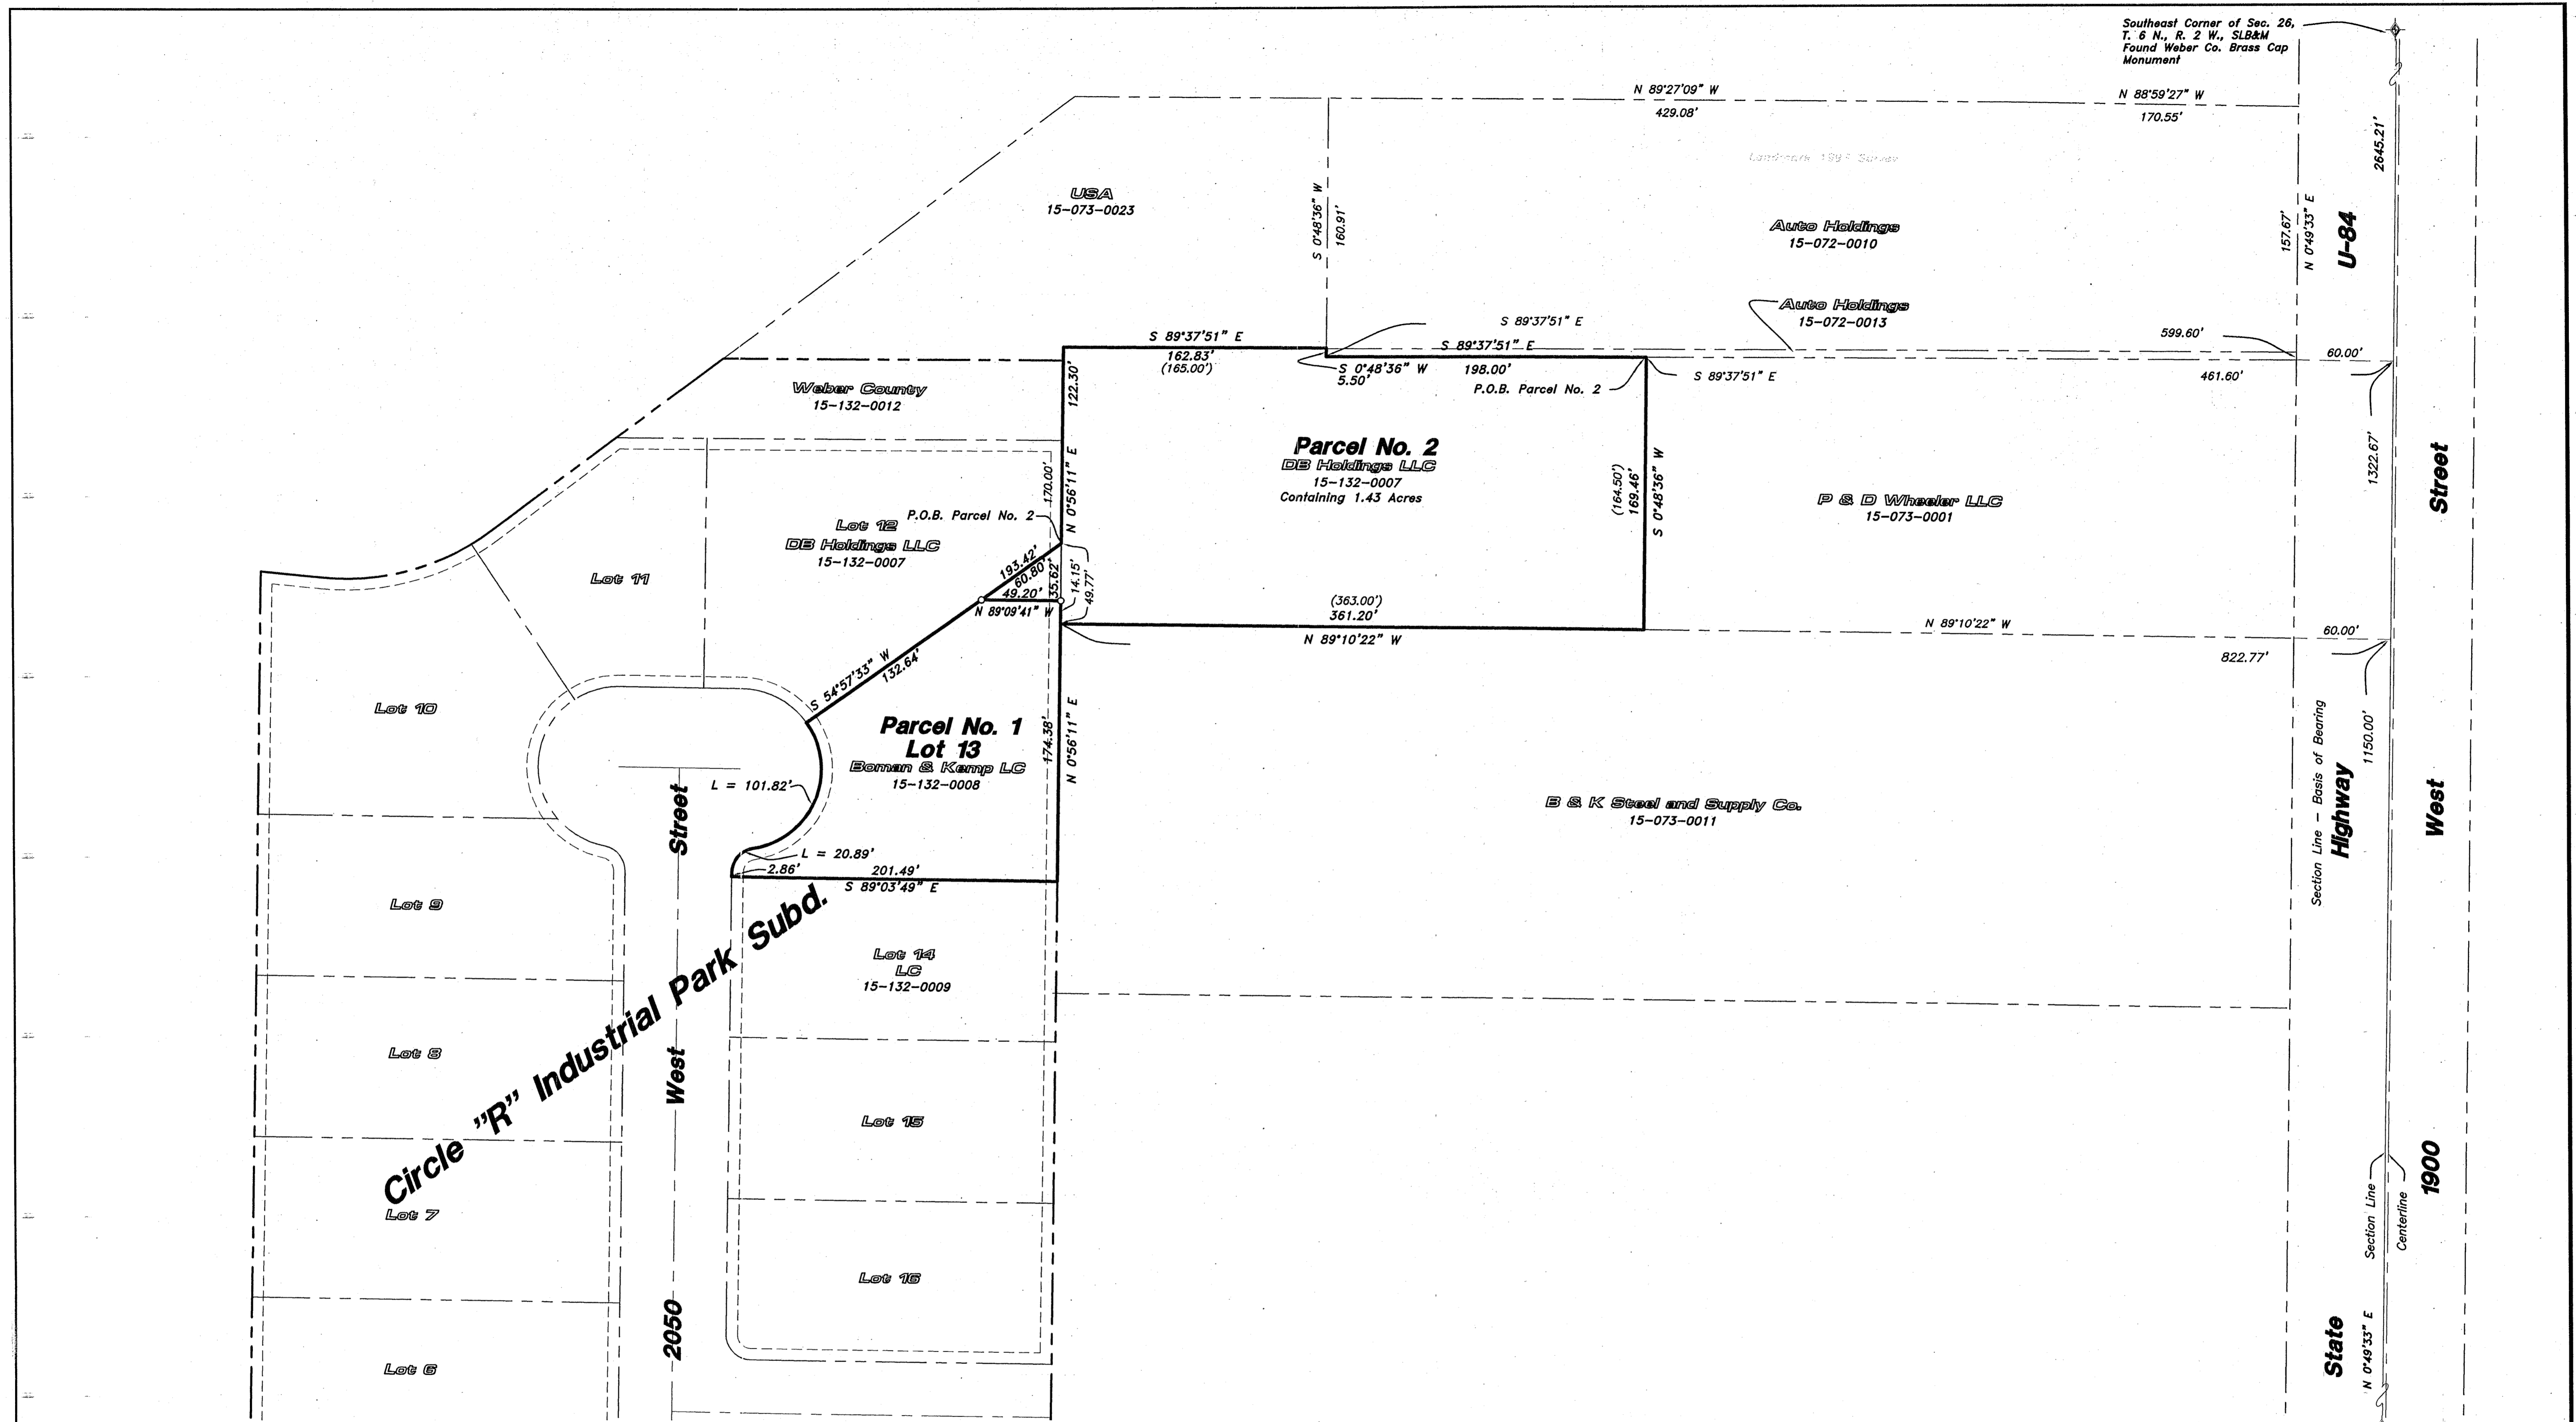 Southeast Corner of Sec. 26,
T. 6 N., R. 2 W., SLB&M
Found Weber Co. Brass Cap
Monument
N 89°27'09" W
429.08'
N 88°59'27" W
170.55'
2645.21'
USA
15-073-0023
S 0°48'36" W
160.91'
Auto Holdings
15-072-0010
157.67'
N 0°49'33" E
U-84
Auto Holdings
15-072-0013
S 89°37'51" E
162.83'
(165.00')
S 89°37'51" E
S 89°37'51" E
S 0°48'36" W
5.50'
198.00'
P.O.B. Parcel No. 2
S 89°37'51" E
599.60'
60.00'
461.60'
1322.67'
Weber County
15-132-0012
122.30'
N 0°56'11" E
170.00'
Parcel No. 2
DB Holdings LLC
15-132-0007
Containing 1.43 Acres
(164.50')
169.46'
S 0°48'36" W
P & D Wheeler LLC
15-073-0001
Street
P.O.B. Parcel No. 2
Lot 12
DB Holdings LLC
15-132-0007
Lot 11
193.42'
60.80'
49.20'
N 89°09'41" W
35.62'
14.15'
49.77'
(363.00')
361.20'
N 89°10'22" W
N 89°10'22" W
60.00'
822.77'
S 54°57'33" W
132.64'
Lot 10
Parcel No. 1
Lot 13
Boman & Kemp LC
15-132-0008
174.38'
N 0°56'11" E
L = 101.82'
L = 20.89'
2.86'
201.49'
S 89°03'49" E
Street
B & K Steel and Supply Co.
15-073-0011
Section Line - Basis of Bearing
Highway
1150.00'
West
Lot 9
Circle "R" Industrial Park Subd.
Lot 14
LC
15-132-0009
Lot 8
West
Lot 15
Lot 7
Lot 16
2050
Lot 6
Section Line
Centerline
1900
State
N 0°49'33" E